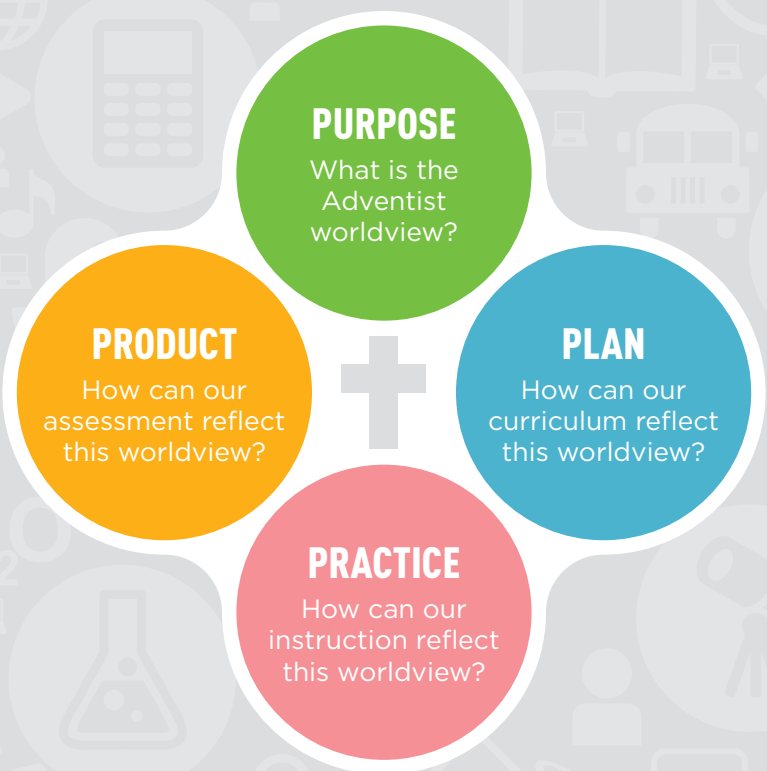 PURPOSE
What is the
Adventist
worldview?
PRODUCT
How can our
assessment reflect
this worldview?
PLAN
How can our
curriculum reflect
this worldview?
PRACTICE
How can our
instruction reflect
this worldview?